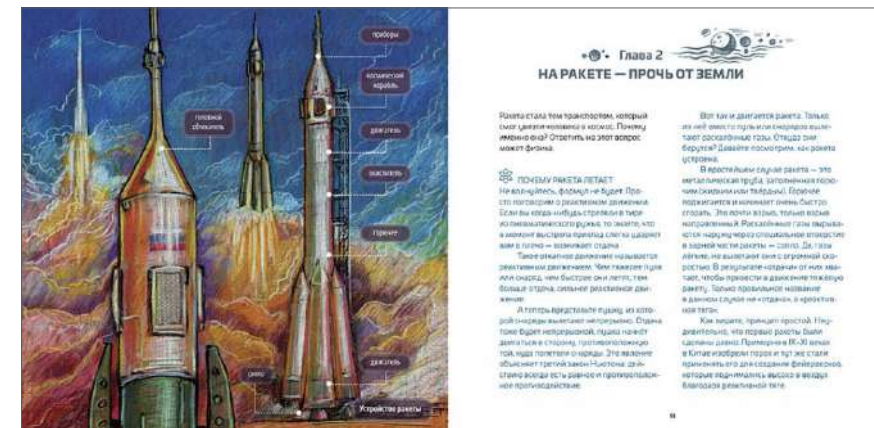 приборы
космический
корабль
головной
обтекатель
двигатель
окислитель
горючее
двигатель
сопло
Устройство ракеты
Глава 2
НА РАКЕТЕ — ПРОЧЬ ОТ ЗЕМЛИ
Ракета стала тем транспортом, который
смог увезти человека в космос. Почему
именно она? Ответить на этот вопрос
может физика.
ПОЧЕМУ РАКЕТА ЛЕТАЕТ
Не волнуйтесь, формул не будет. Про-
сто поговорим о реактивном движении.
Если вы когда-нибудь стреляли в тире
из пневматического ружья, то знаете, что
в момент выстрела приклад слегка ударяет
вам в плечо — возникает отдача.
Такое откатное движение называется
реактивным движением. Чем тяжелее пуля
или снаряд, чем быстрее они летят, тем
больше отдача, сильнее реактивное дви-
жение.
А теперь представьте пушку, из кото-
рой снаряды вылетают непрерывно. Отдача
тоже будет непрерывной, пушка начнёт
двигаться в сторону, противоположную
той, куда полетели снаряды. Это явление
объясняет третий закон Ньютона: дей-
ствию всегда есть равное и противополож-
ное противодействие.
Вот так и двигается ракета. Только
из неё вместо пуль или снарядов выле-
тают раскалённые газы. Откуда они
берутся? Давайте посмотрим, как ракета
устроена.
В простейшем случае ракета — это
металлическая труба, заполненная горю-
чим (жидким или твёрдым). Горючее
поджигается и начинает очень быстро
сгорать. Это почти взрыв, только взрыв
направленный. Раскалённые газы вырыва-
ются наружу через специальное отверстие
в задней части ракеты — сопло. Да, газы
лёгкие, но вылетают они с огромной ско-
ростью. В результате «отдачи» от них хва-
тает, чтобы привести в движение тяжёлую
ракету. Только правильное название
в данном случае не «отдача», а «реактив-
ная тяга».
Как видите, принцип простой. Неу-
дивительно, что первые ракеты были
сделаны давно. Примерно в IX–XI веках
в Китае изобрели порох и тут же стали
применять его для создания фейерверков,
которые поднимались высоко в воздух
благодаря реактивной тяге.